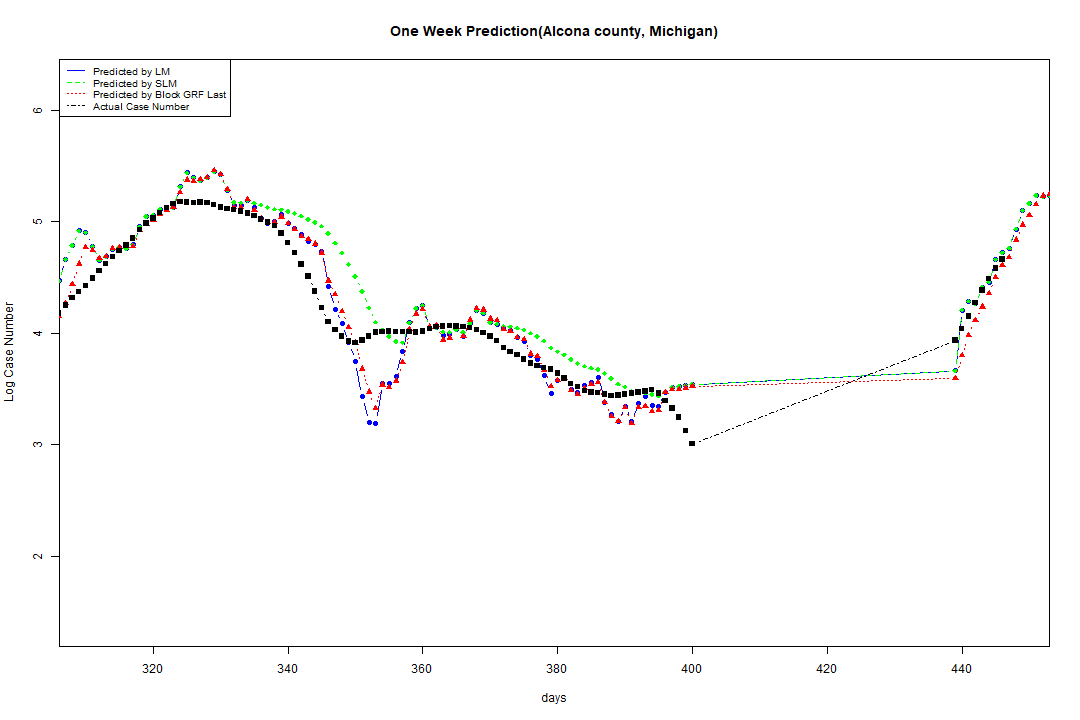 One Week Prediction(Alcona county, Michigan)
Predicted by LM
Predicted by SLM
Predicted by Block GRF Last
Actual Case Number
Log Case Number
6
5
4
3
2
320 340 360 380 400 420 440
days